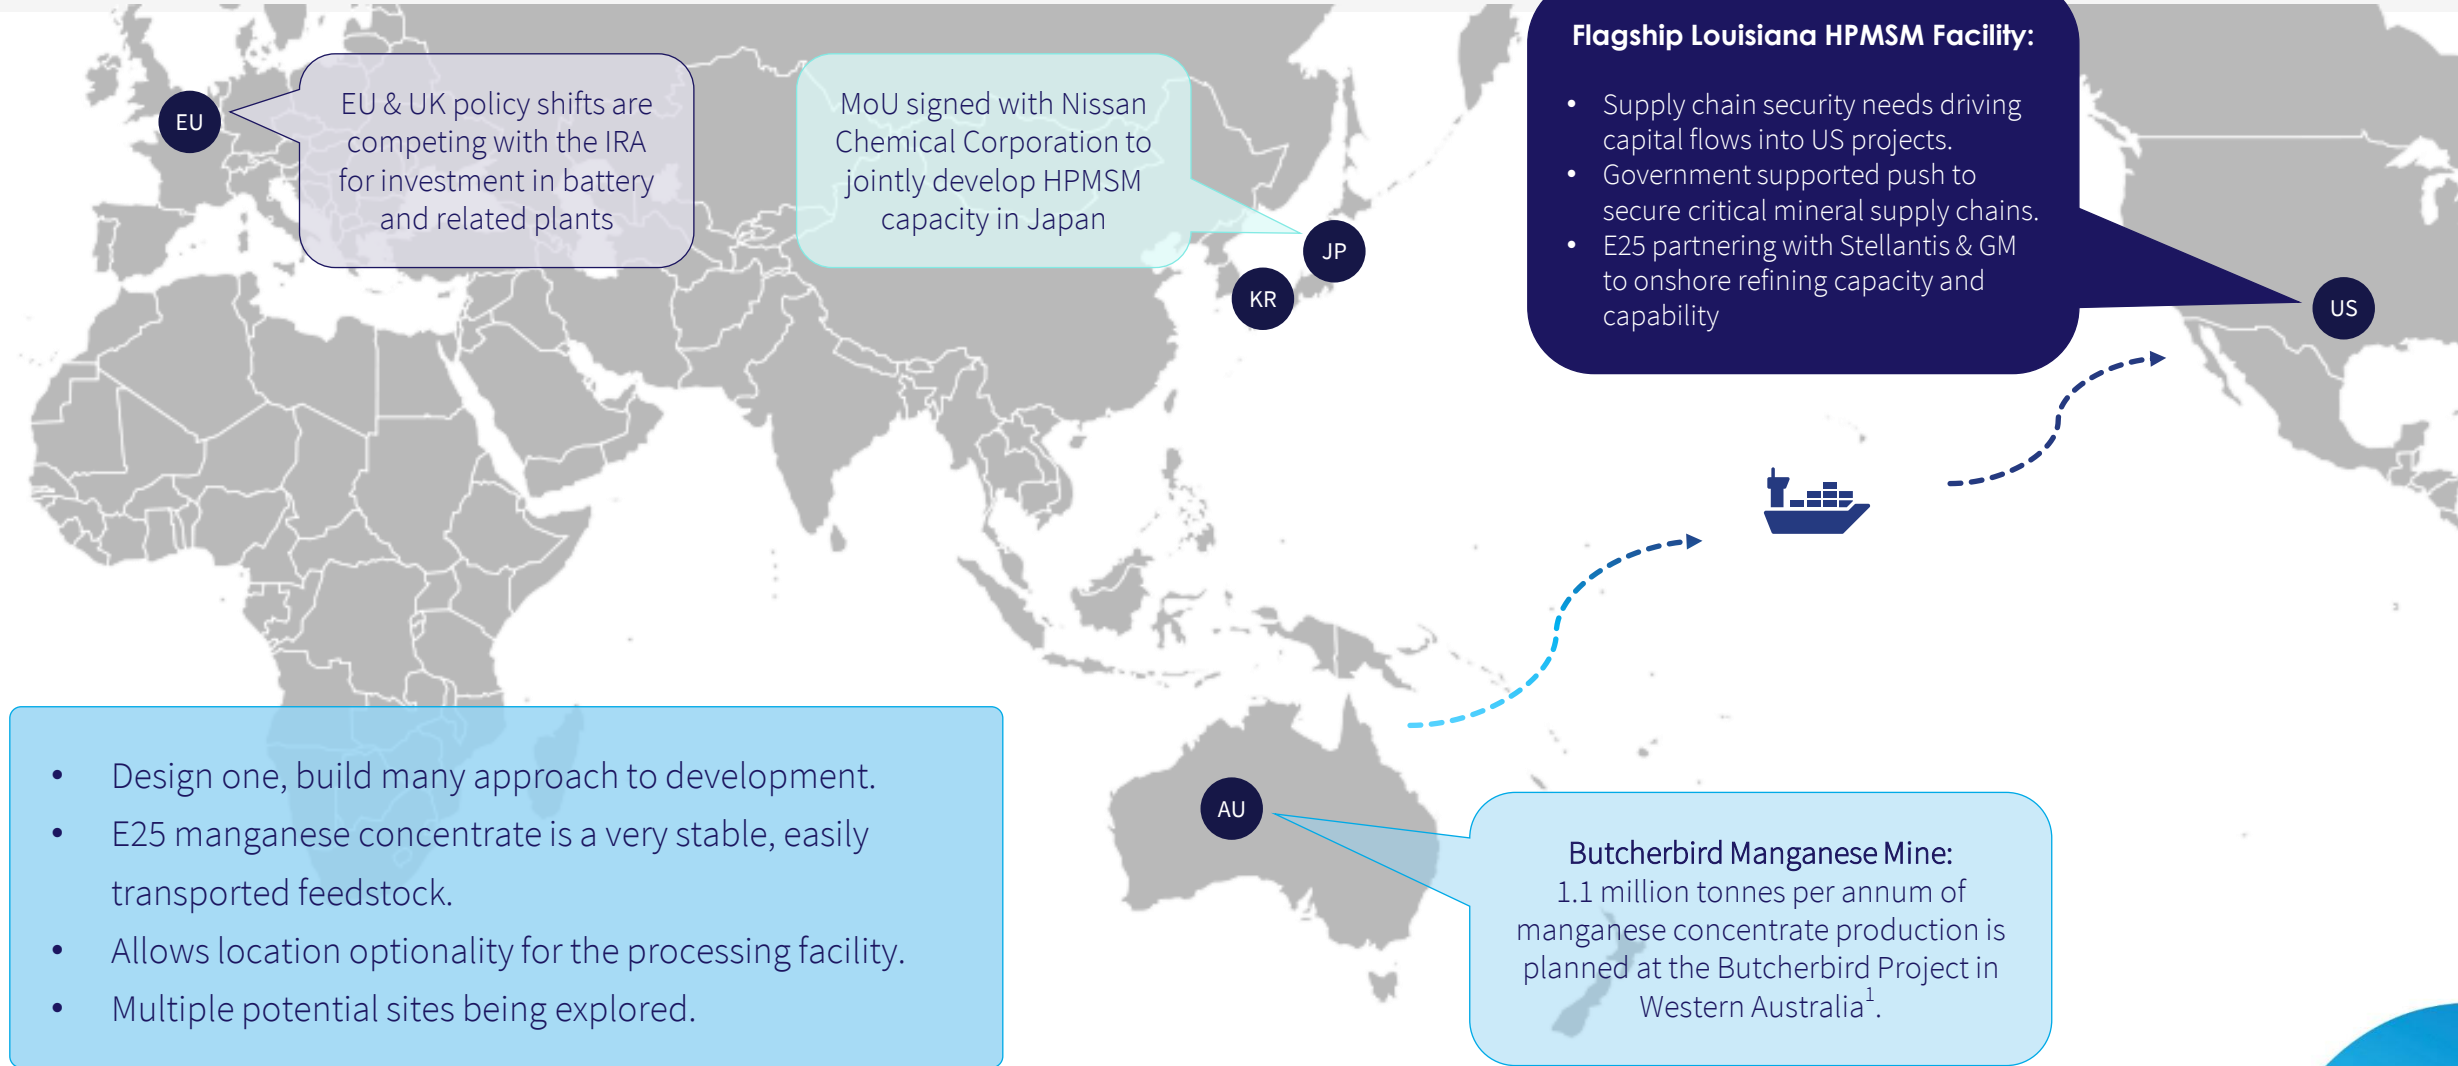 EU
EU & UK policy shifts are
competing with the IRA
for investment in battery
and related plants
MoU signed with Nissan
Chemical Corporation to
jointly develop HPMSM
capacity in Japan
JP
KR
Flagship Louisiana HPMSM Facility:
• Supply chain security needs driving
capital flows into US projects.
• Government supported push to
secure critical mineral supply chains.
• E25 partnering with Stellantis & GM
to onshore refining capacity and
capability
US
• Design one, build many approach to development.
• E25 manganese concentrate is a very stable, easily
transported feedstock.
• Allows location optionality for the processing facility.
• Multiple potential sites being explored.
AU
Butcherbird Manganese Mine:
1.1 million tonnes per annum of
manganese concentrate production is
planned at the Butcherbird Project in
Western Australia¹.